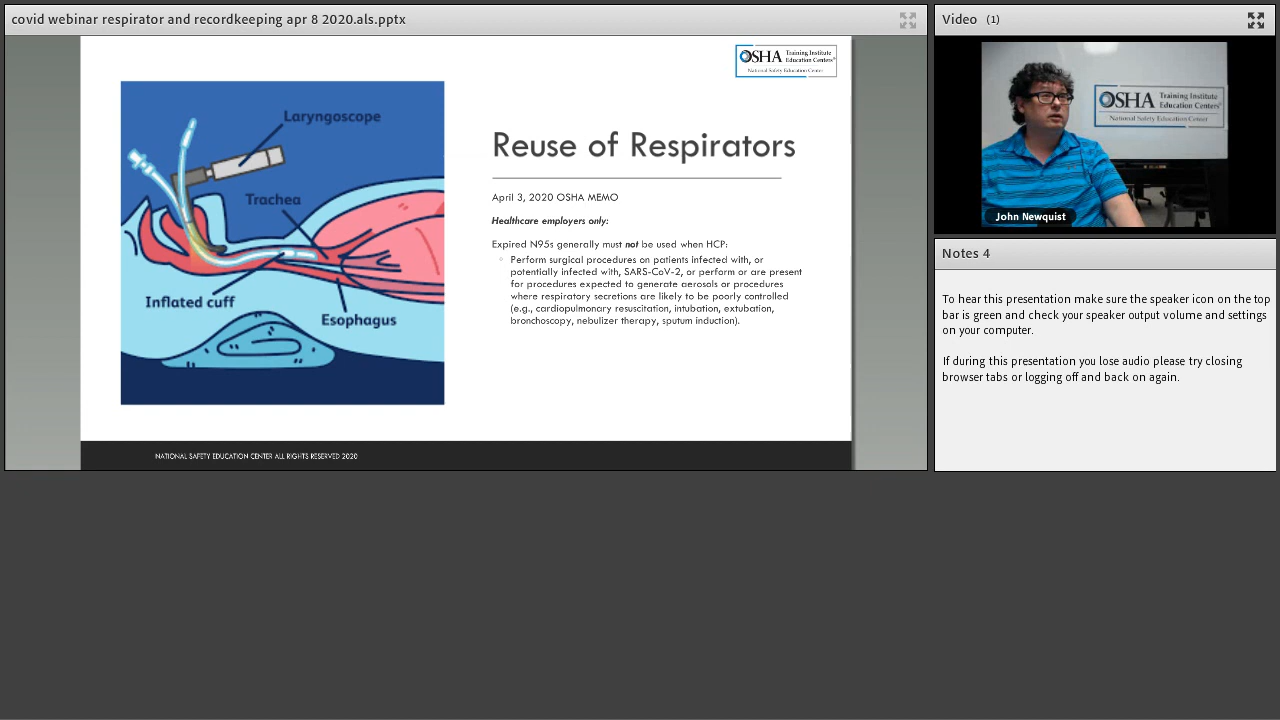 covid webinar respirator and recordkeeping apr 8 2020.als.pptx
OSHA Training Institute
Education Centers®
National Safety Education Center
Laryngoscope
Trachea
Inflated cuff
Esophagus
Reuse of Respirators
April 3, 2020 OSHA MEMO
Healthcare employers only:
Expired N95s generally must not be used when HCP:
Perform surgical procedures on patients infected with, or
potentially infected with, SARS-CoV-2, or perform or are present
for procedures expected to generate aerosols or procedures
where respiratory secretions are likely to be poorly controlled
(e.g., cardiopulmonary resuscitation, intubation, extubation,
bronchoscopy, nebulizer therapy, sputum induction).
NATIONAL SAFETY EDUCATION CENTER ALL RIGHTS RESERVED 2020
Video (1)
OSHA Training Institute
Education Centers®
National Safety Education Center
John Newquist
Notes 4
To hear this presentation make sure the speaker icon on the top
bar is green and check your speaker output volume and settings
on your computer.
If during this presentation you lose audio please try closing
browser tabs or logging off and back on again.